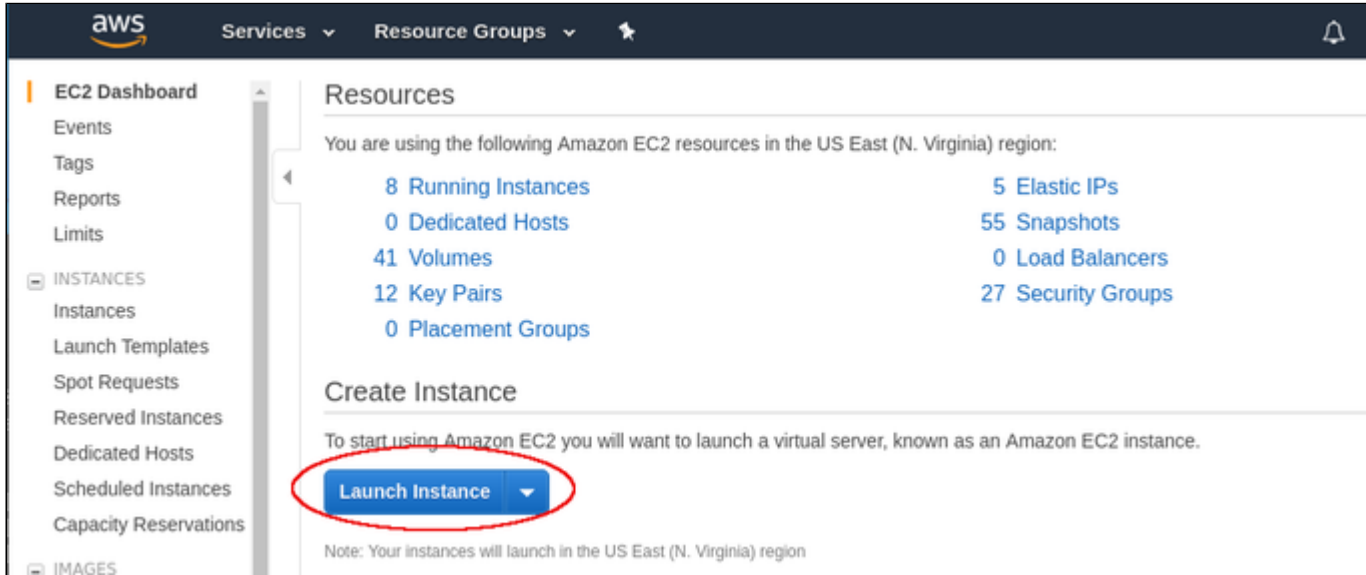 aws Services Resource Groups
EC2 Dashboard
Events
Tags
Reports
Limits
INSTANCES
Instances
Launch Templates
Spot Requests
Reserved Instances
Dedicated Hosts
Scheduled Instances
Capacity Reservations
IMAGES
Resources
You are using the following Amazon EC2 resources in the US East (N. Virginia) region:
8 Running Instances
0 Dedicated Hosts
41 Volumes
12 Key Pairs
0 Placement Groups
5 Elastic IPs
55 Snapshots
0 Load Balancers
27 Security Groups
Create Instance
To start using Amazon EC2 you will want to launch a virtual server, known as an Amazon EC2 instance.
Launch Instance
Note: Your instances will launch in the US East (N. Virginia) region